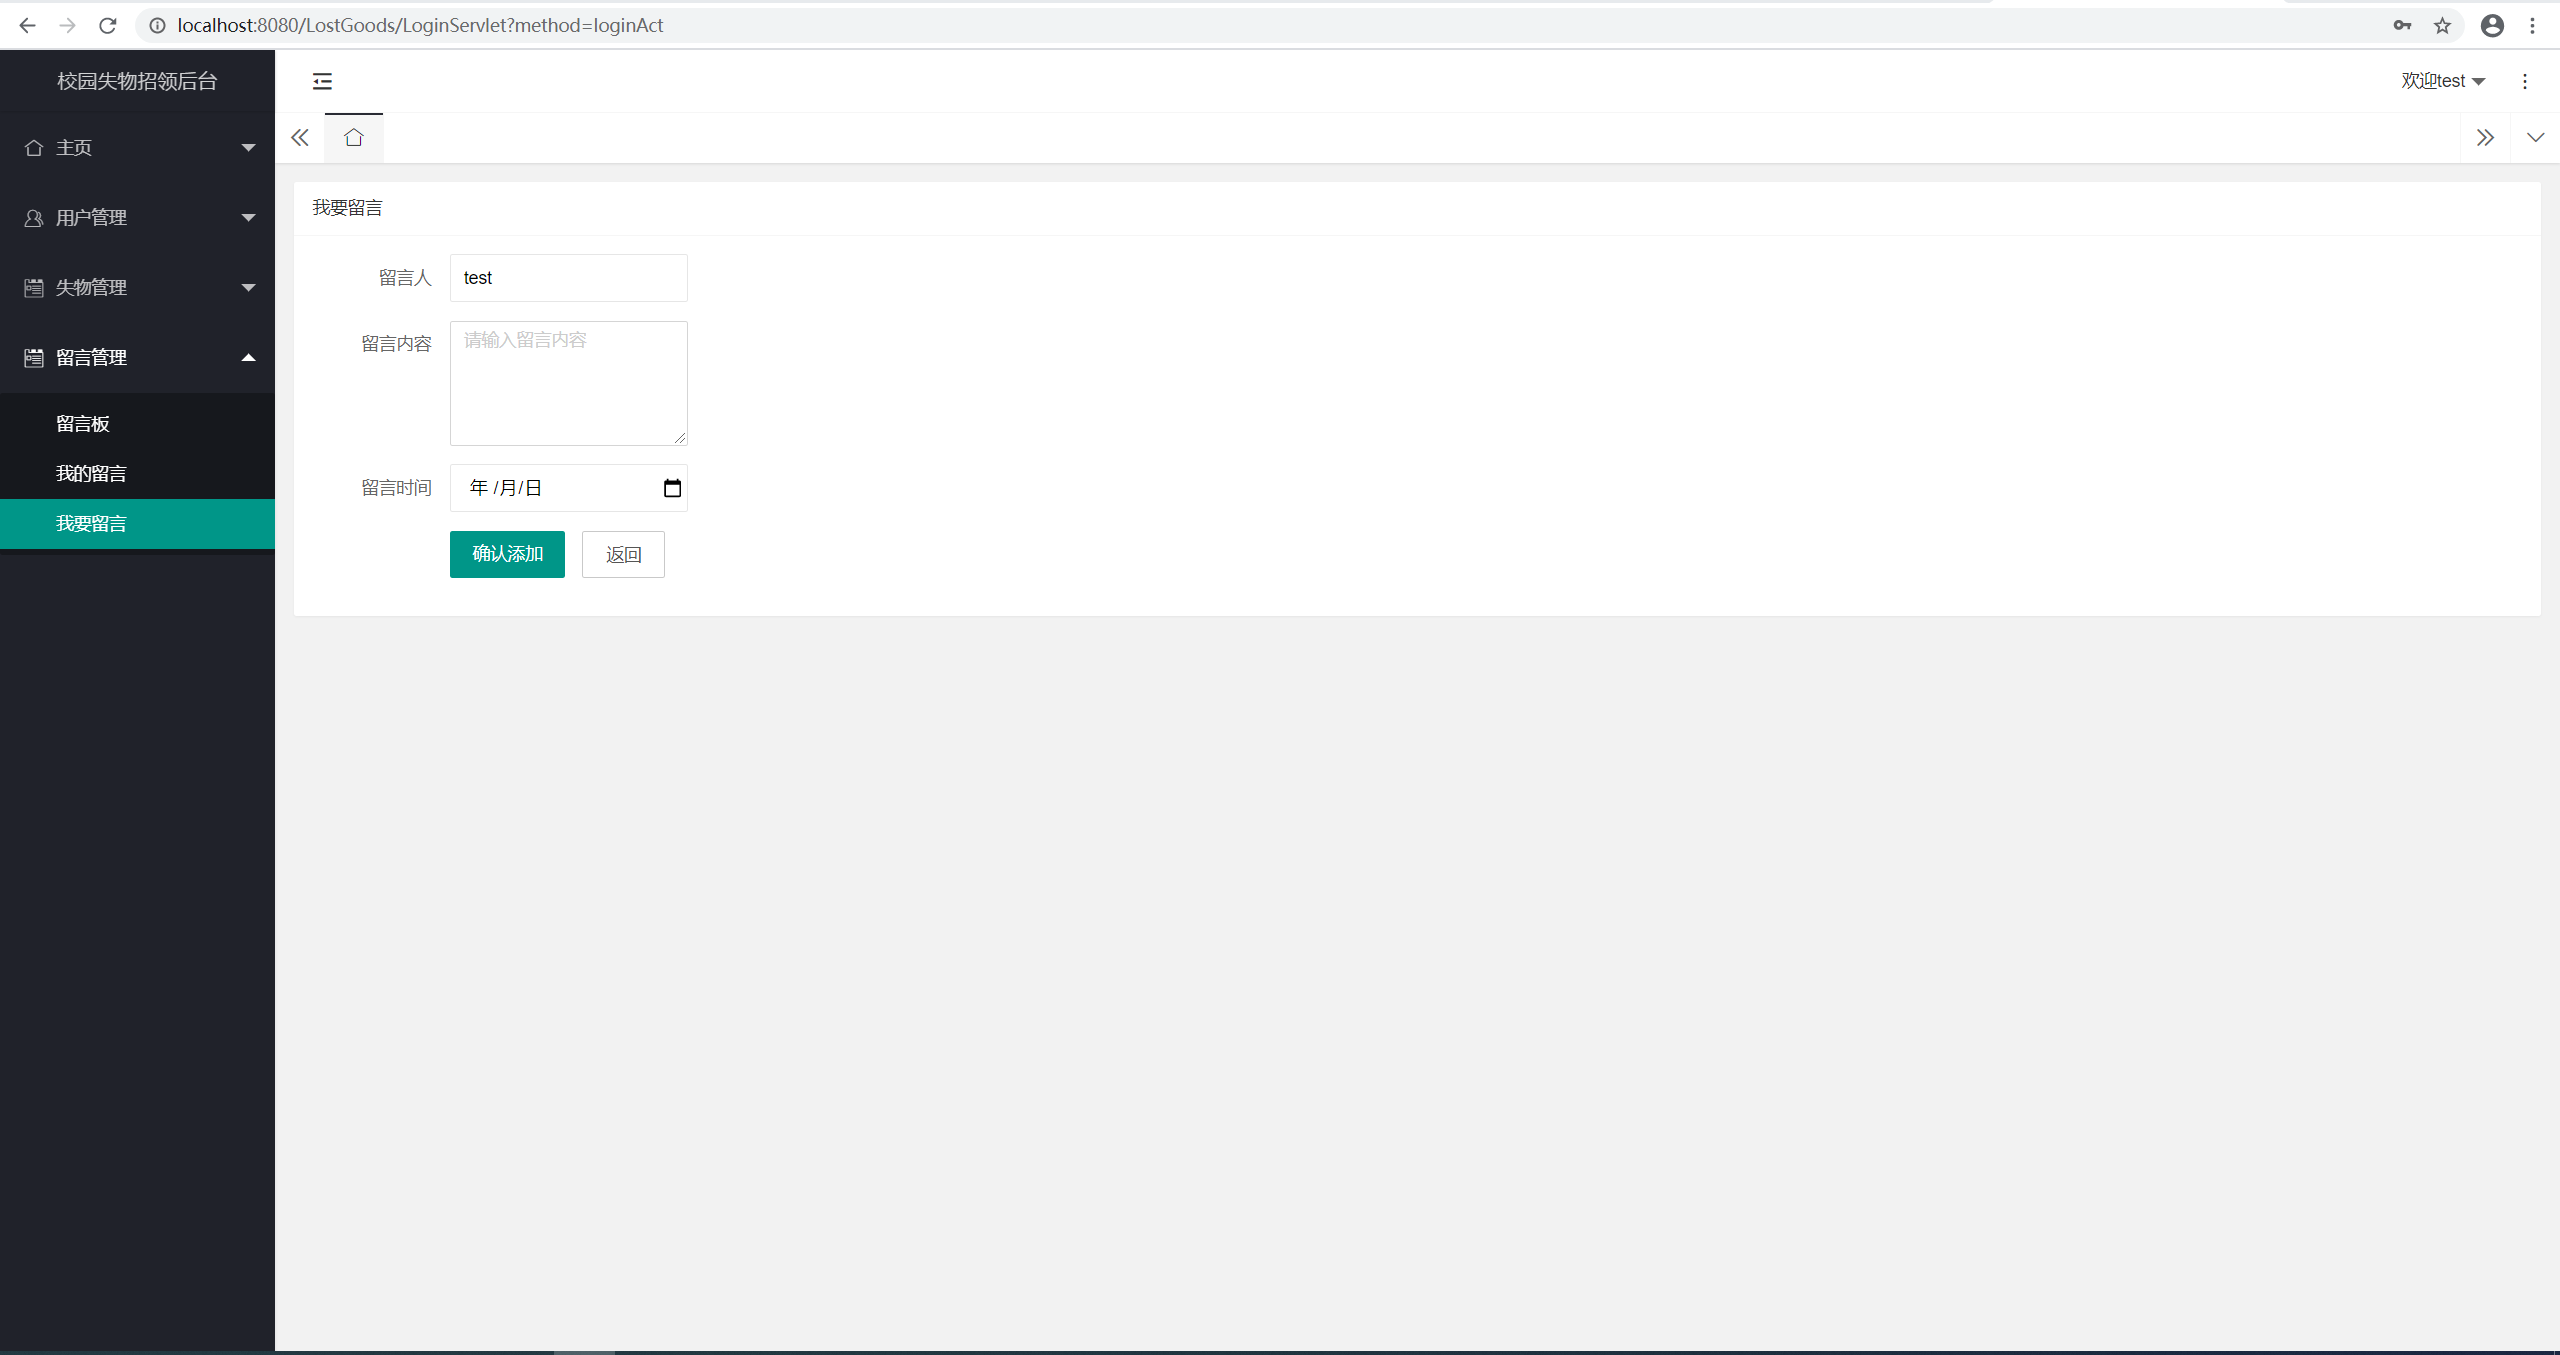 localhost:8080/LostGoods/LoginServlet?method=loginAct
校园失物招领后台
欢迎test
主页
用户管理
失物管理
留言管理
留言板
我的留言
我要留言
我要留言
留言人 test
留言内容 请输入留言内容
留言时间 年 /月/日
确认添加 返回